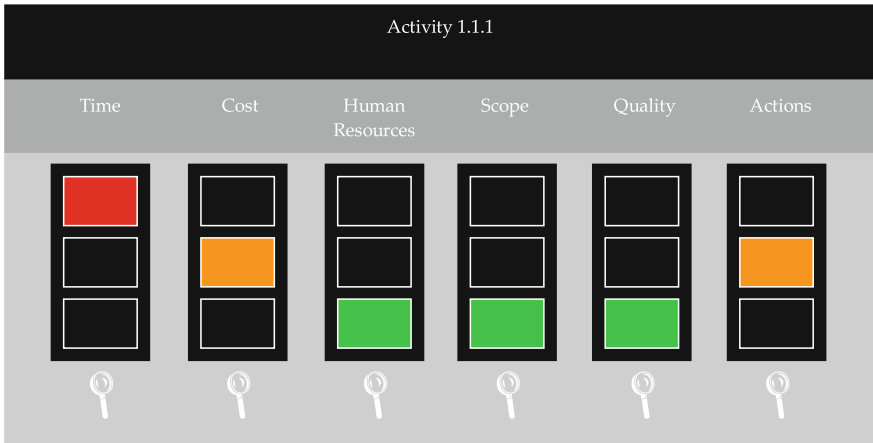 Activity 1.1.1
Time
Cost
Human
Resources
Scope
Quality
Actions